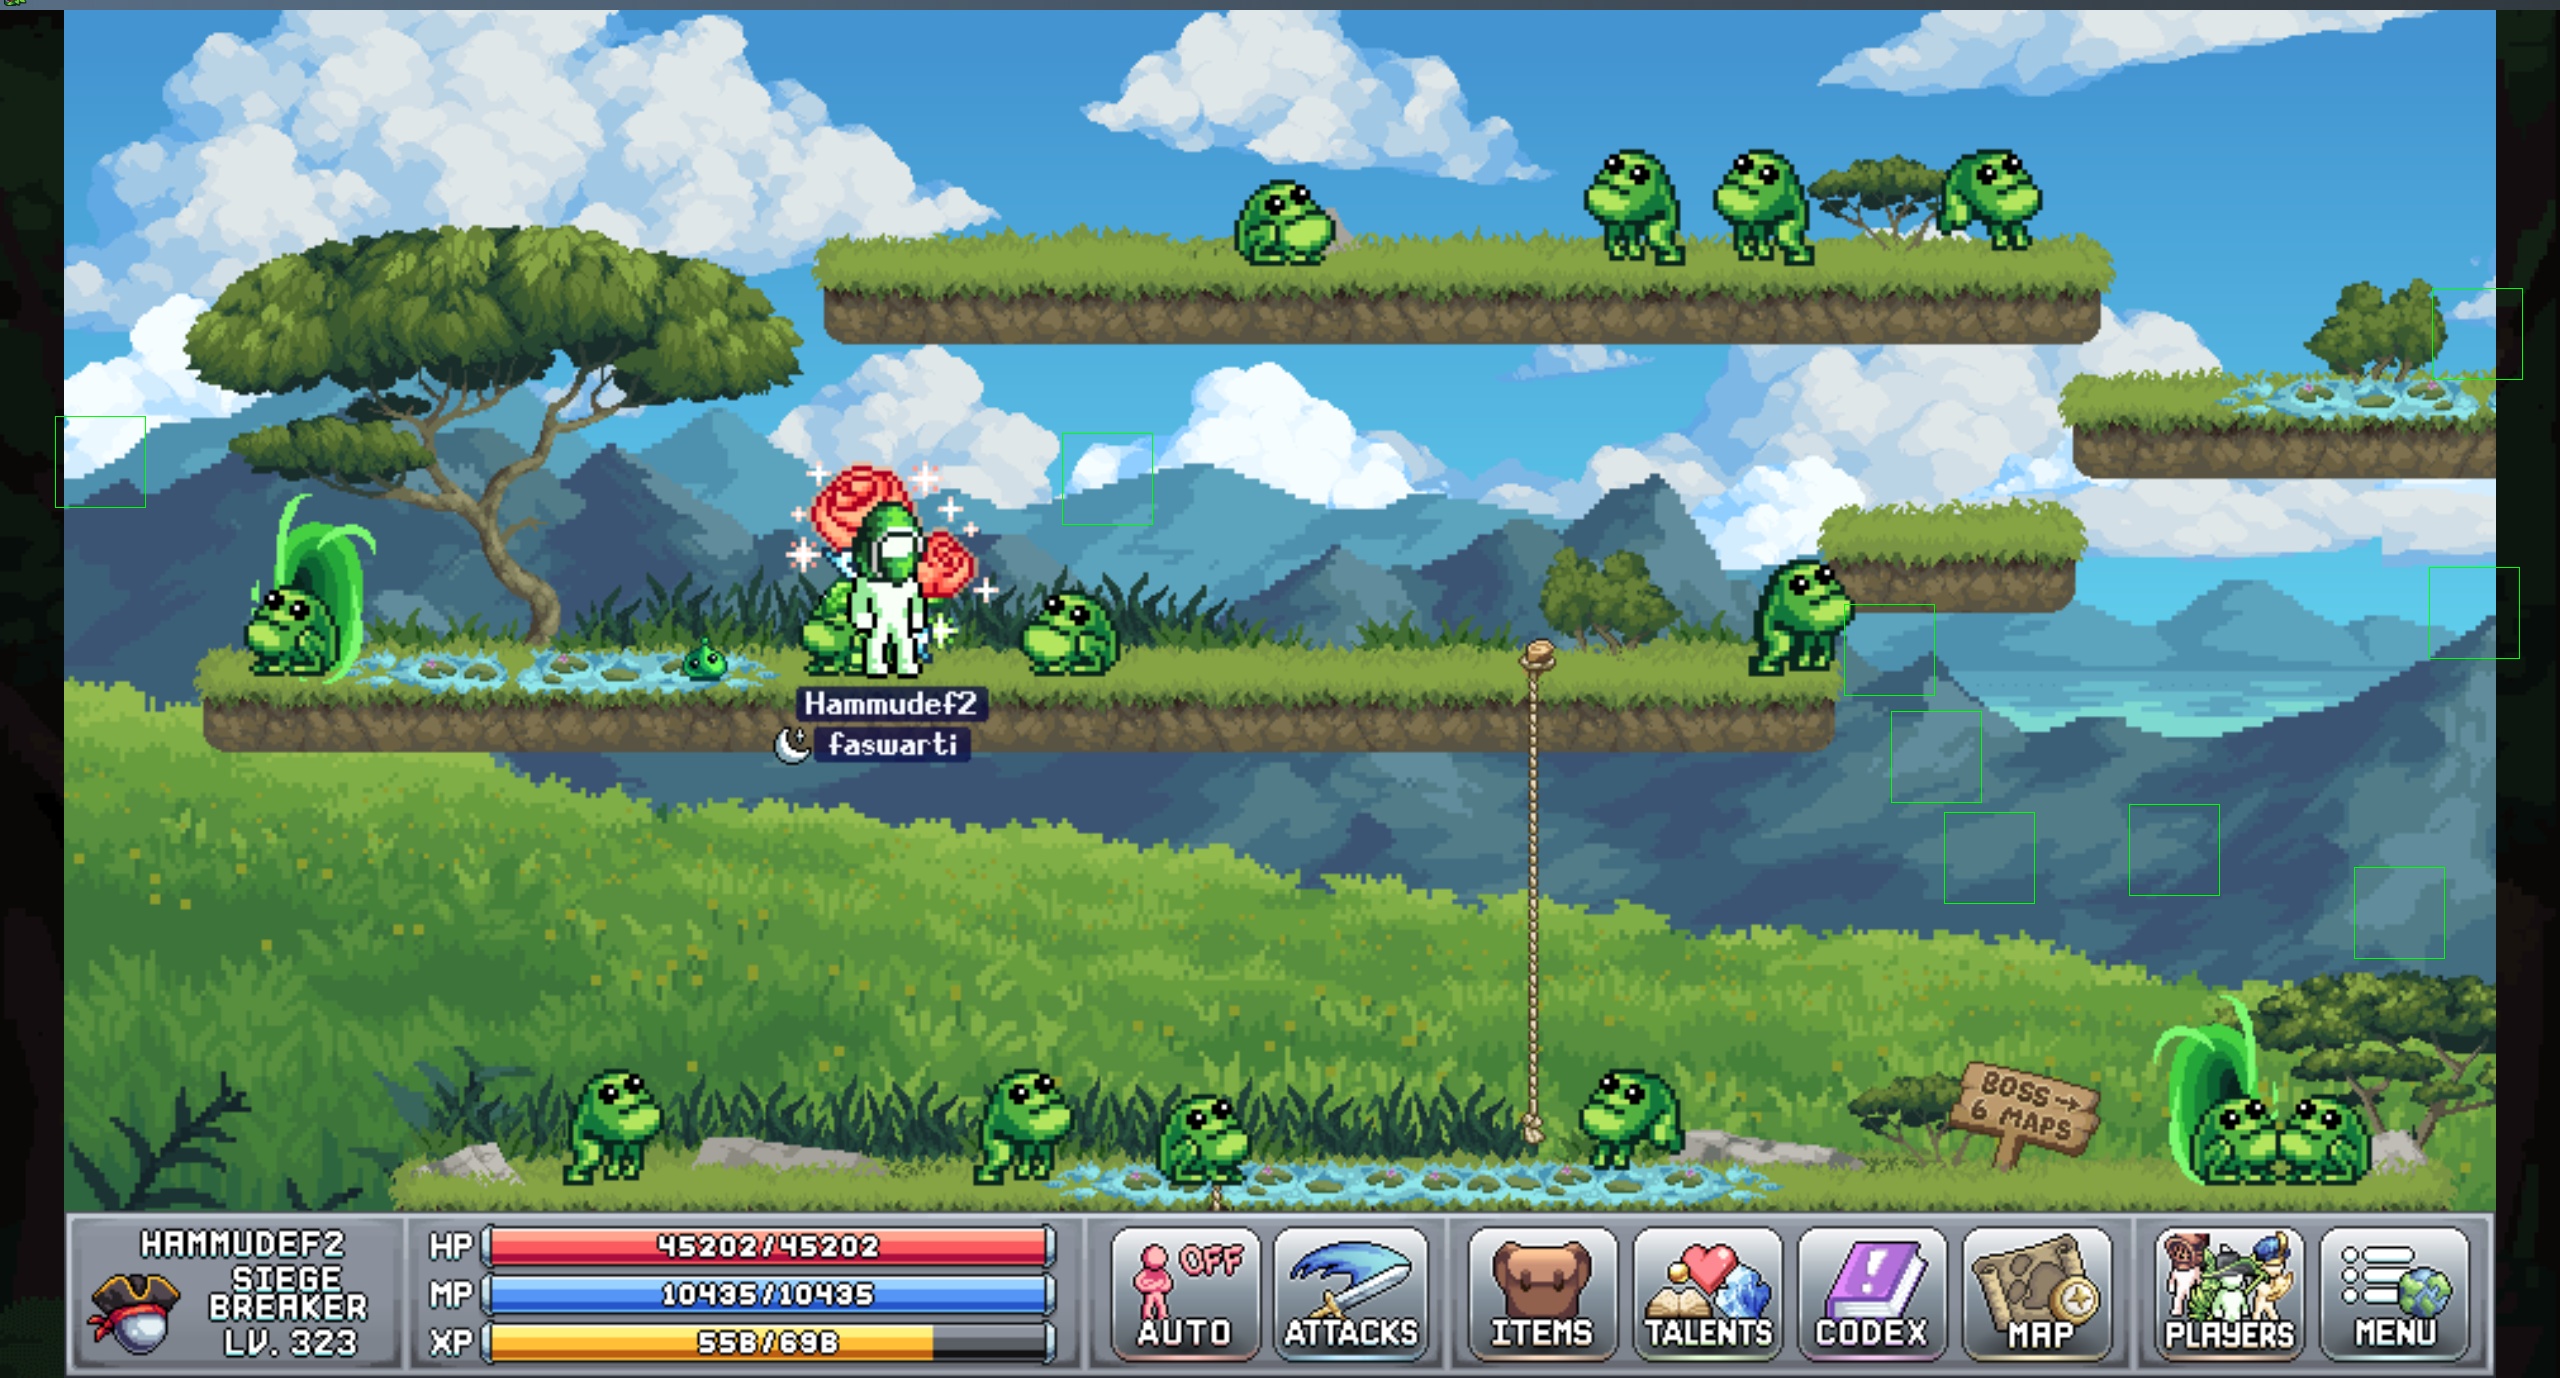 Hammudef2
faswarti
BOSS→
6 MAPS
HAMMUDEF2
SIEGE
BREAKER
LV. 323
HP
45202/45202
MP
10435/10435
XP
55B/69B
OFF
AUTO
ATTACKS
ITEMS
TALENTS
CODEX
MAP
PLAYERS
MENU